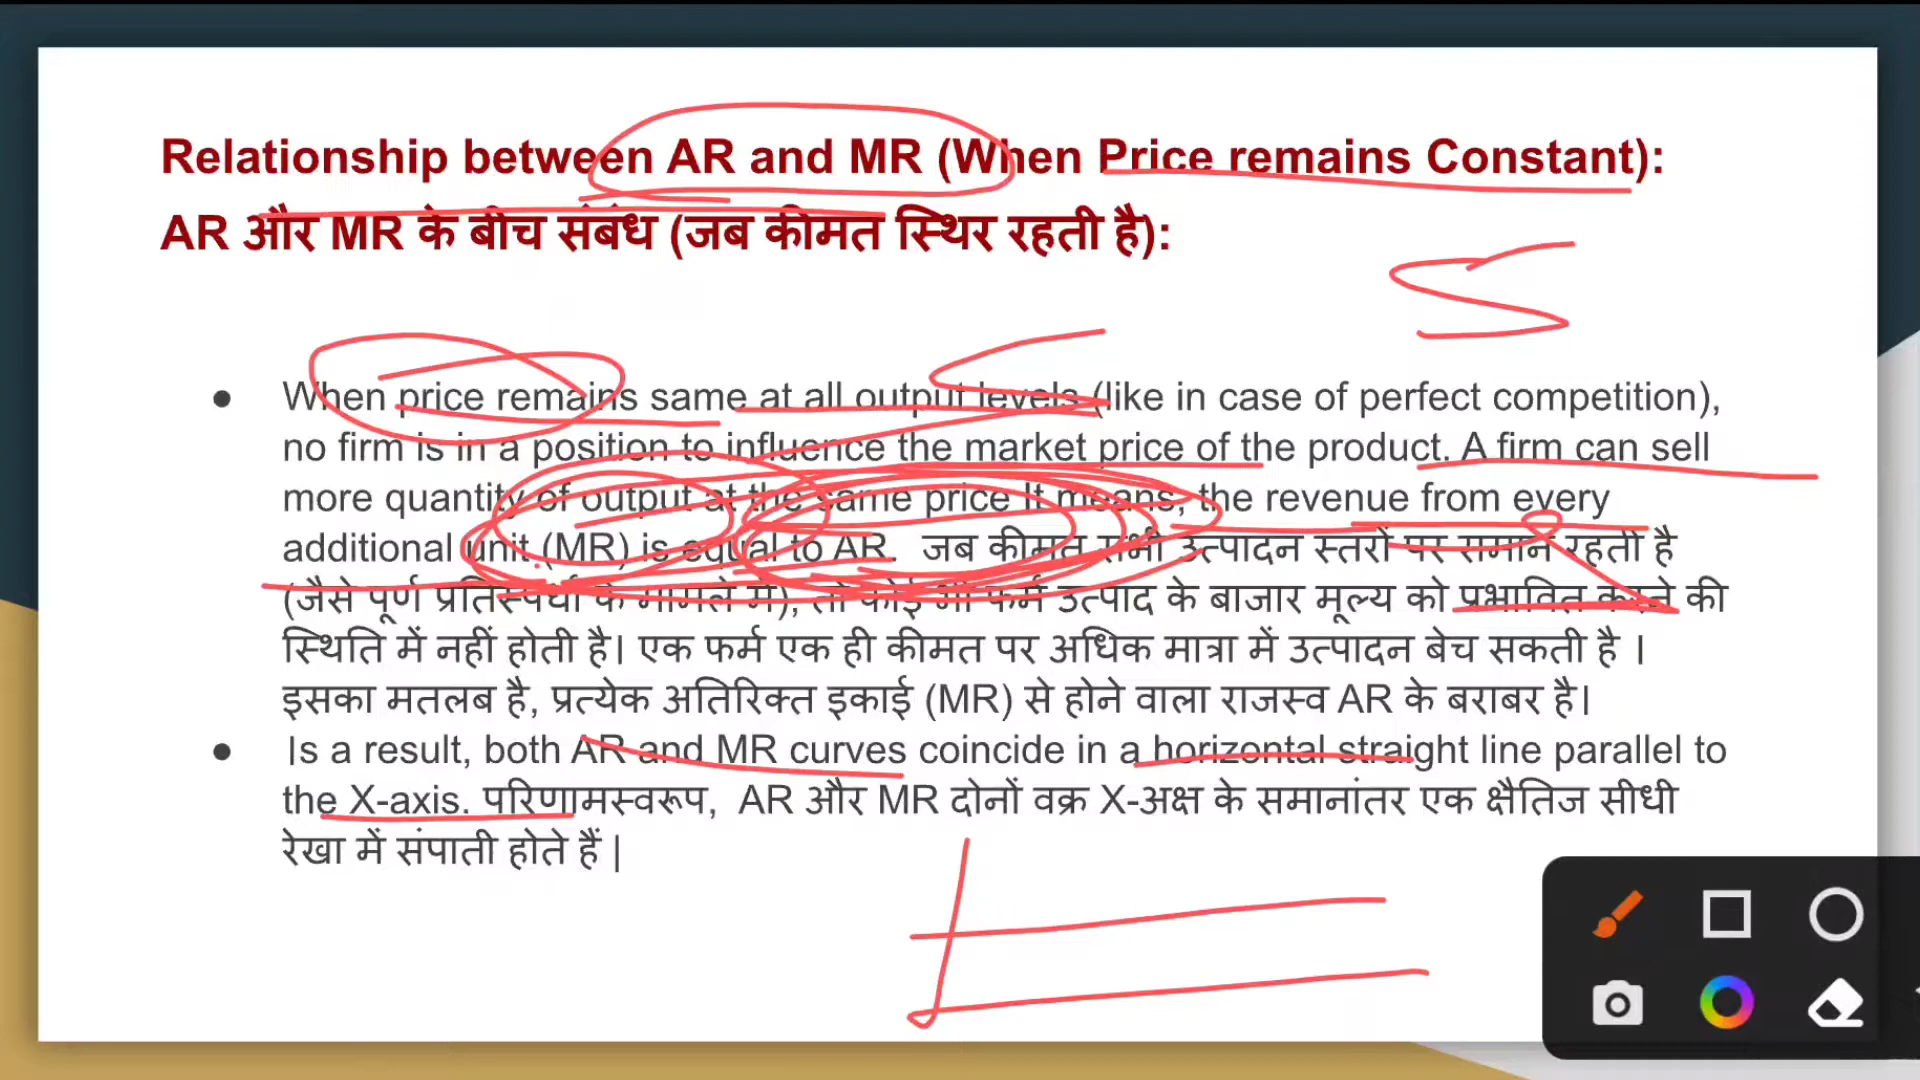 Relationship between AR and MR (When Price remains Constant):
AR और MR के बीच संबंध (जब कीमत स्थिर रहती है):
5
● When price remains same at all output levels (like in case of perfect competition),
no firm is in a position to influence the market price of the product. A firm can sell
more quantity of output at the same price It means, the revenue from every
additional unit (MR) is equal to AR. जब कीमत सभी उत्पादन स्तरों पर समान रहती है
(जैसे पूर्ण प्रतिस्पर्धा के मामले में), तो कोई भी फर्म उत्पाद के बाजार मूल्य को प्रभावित करने की
स्थिति में नहीं होती है। एक फर्म एक ही कीमत पर अधिक मात्रा में उत्पादन बेच सकती है ।
इसका मतलब है, प्रत्येक अतिरिक्त इकाई (MR) से होने वाला राजस्व AR के बराबर है।
● Is a result, both AR and MR curves coincide in a horizontal straight line parallel to
the X-axis. परिणामस्वरूप, AR और MR दोनों वक्र X-अक्ष के समानांतर एक क्षैतिज सीधी
रेखा में संपाती होते हैं |